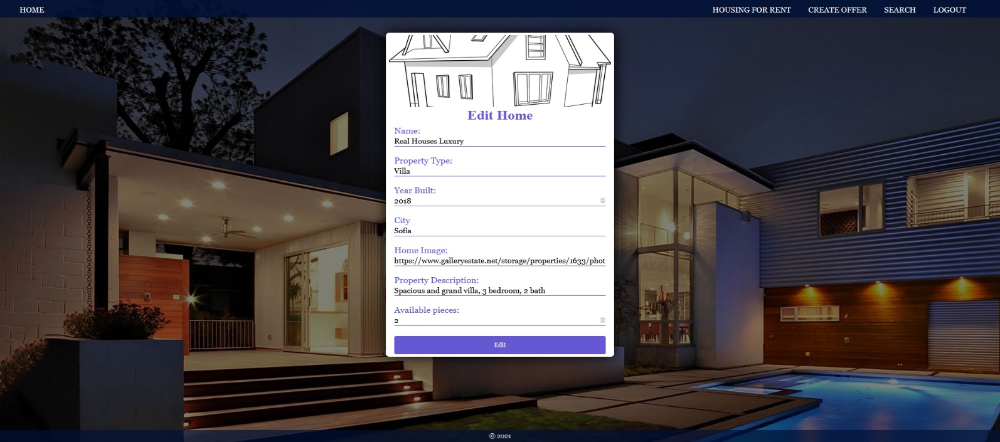 HOME
HOUSING FOR RENT
CREATE OFFER
SEARCH
LOGOUT
Edit Home
Name:
Real Houses Luxury
Property Type:
Villa
Year Built:
2018
City
Sofia
Home Image:
https://www.galleryestate.net/storage/properties/1633/phot
Property Description:
Spacious and grand villa, 3 bedroom, 2 bath
Available pieces:
2
Edit
© 2021